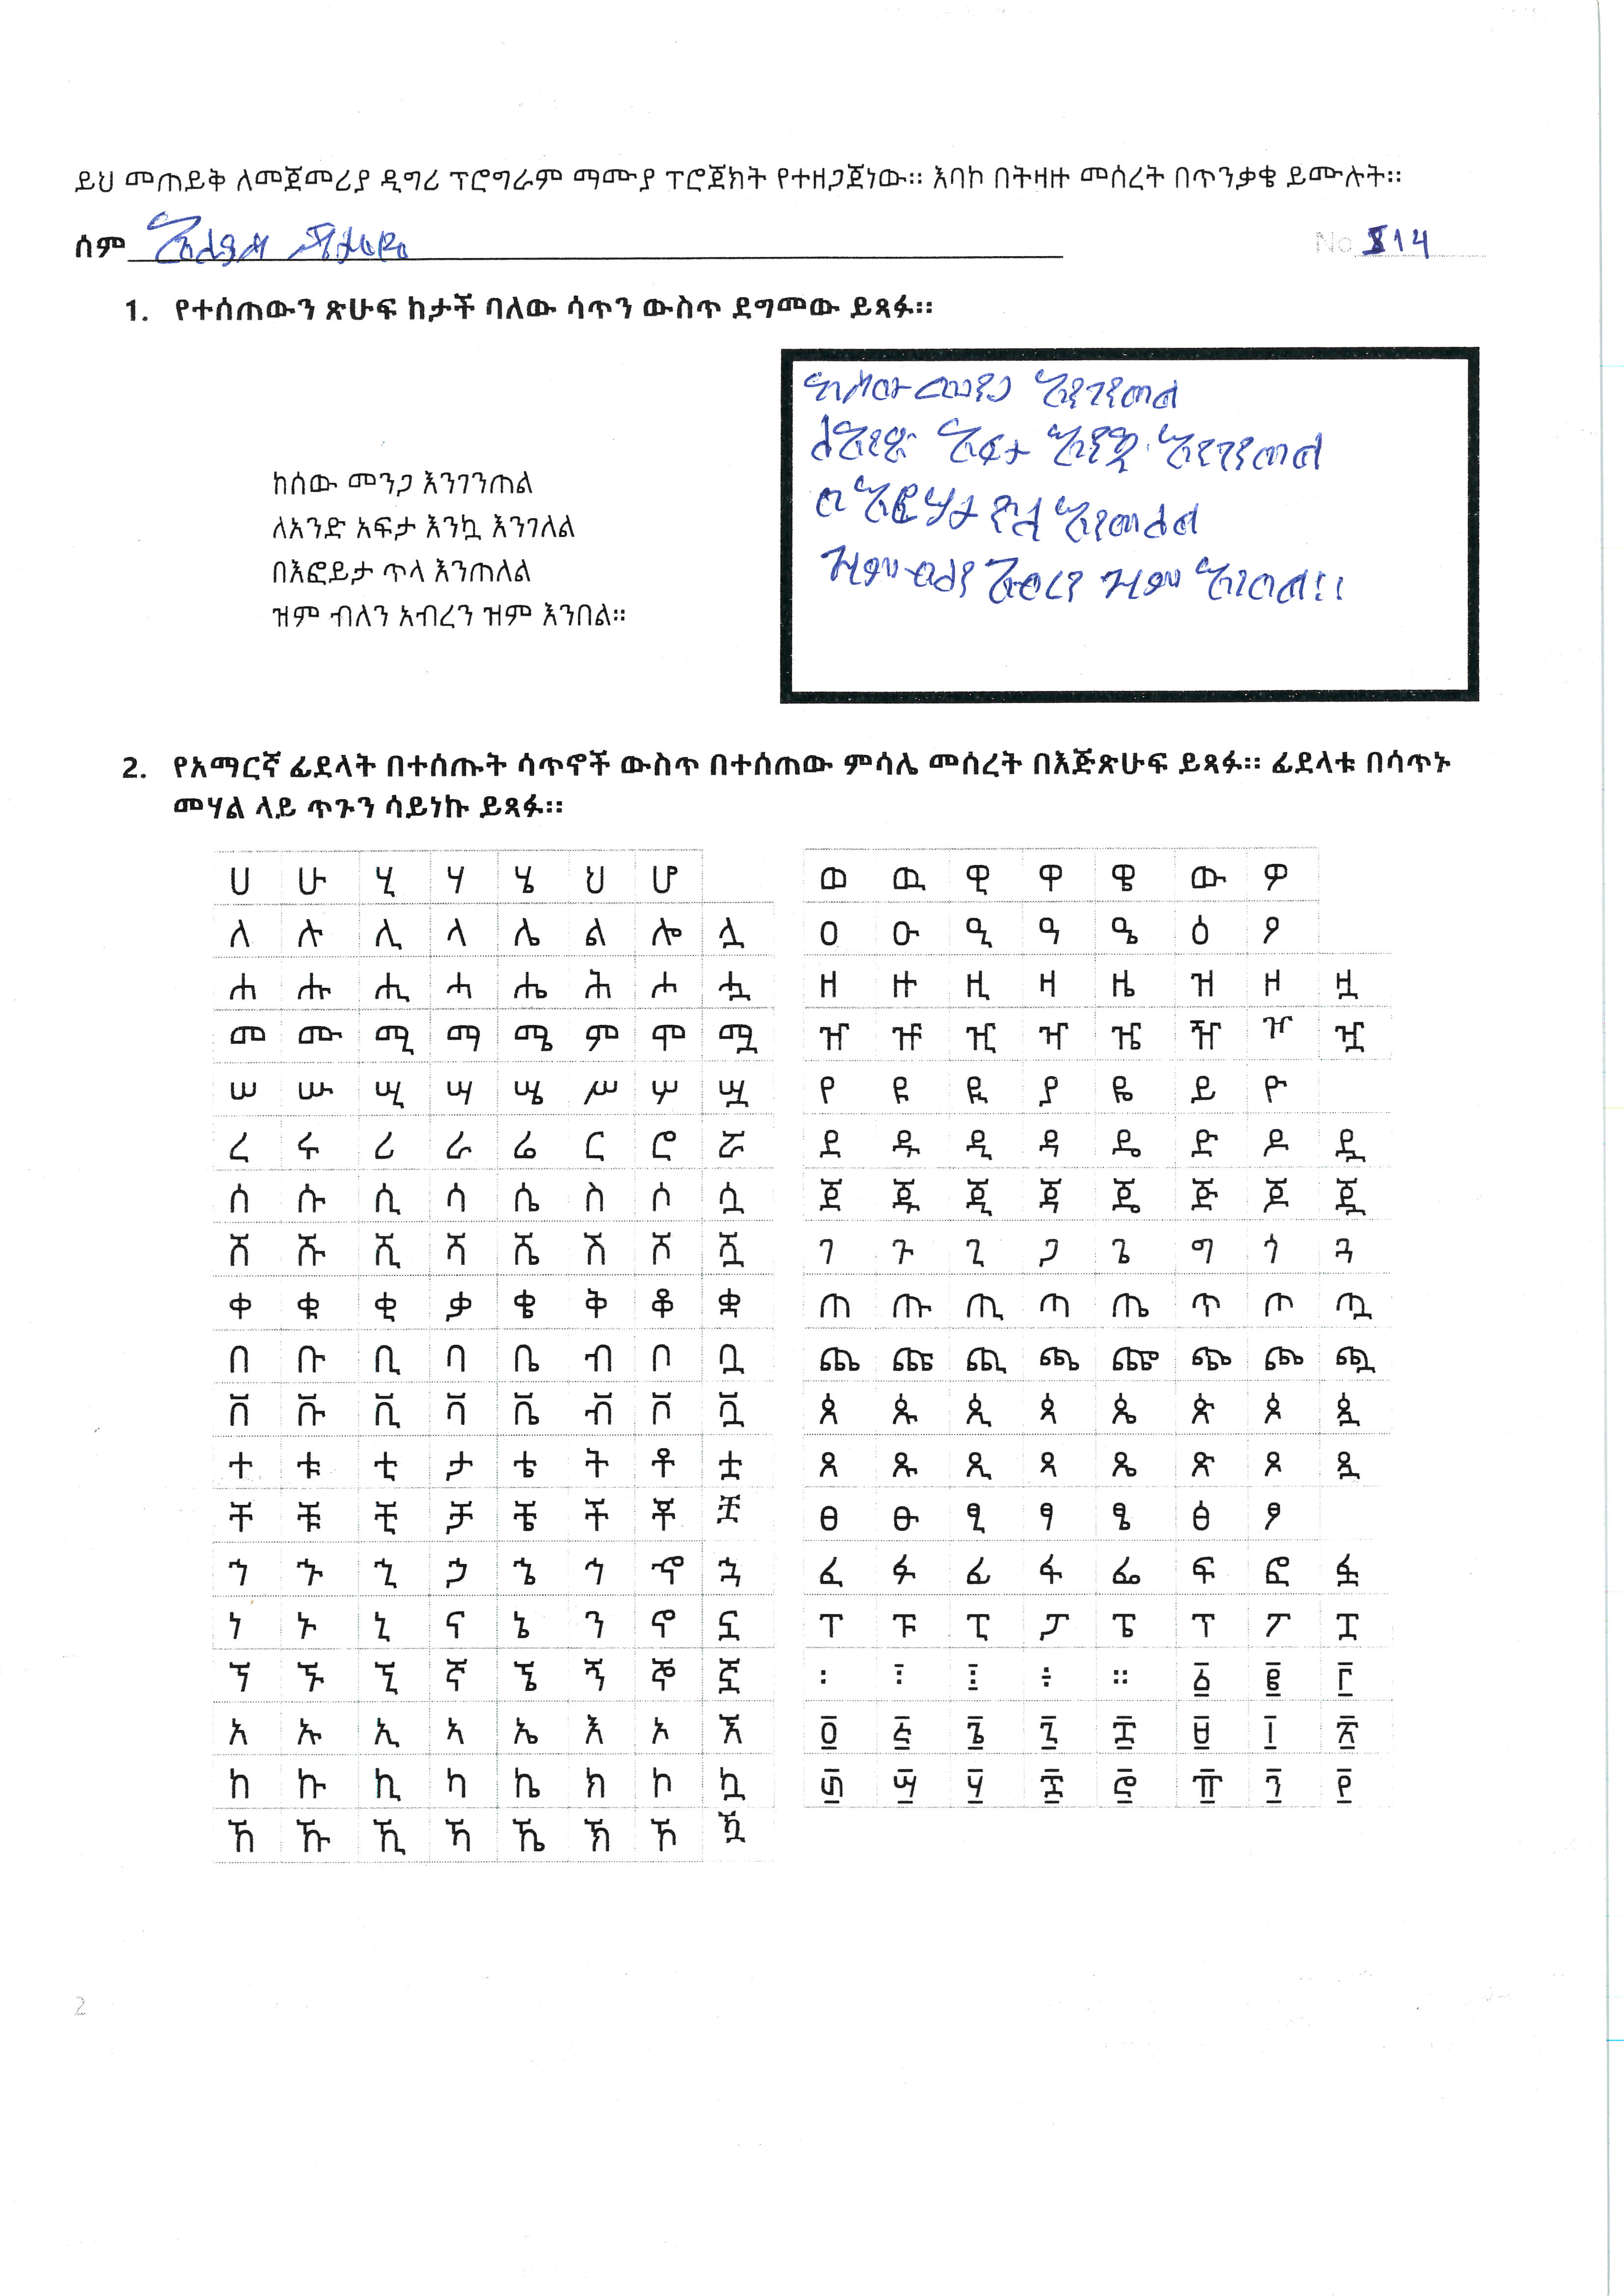 ይህ መጠይቅ ለመጀመሪያ ዲግሪ ፕሮግራም ማሙያ ፕሮጀክት የተዘጋጀነው። እባኮ በትዛዙ መሰረት በጥንቃቄ ይሙሉት።
ሰም
No 814
1. የተሰጠውን ጽሁፍ ከታች ባለው ሳጥን ውስጥ ደግመው ይጻፉ።
ከሰው መንጋ እንገንጠል
ለአንድ አፍታ እንኳ እንገለል
በእፎይታ ጥላ እንጠለል
ዝም ብለን አብረን ዝም እንበል።
ከሰው መንጋ እንገንጠል
ለአንድ አፍታ እንኳ እንገንጠል
በእፎይታ ጥላ እንጠለል
ዝም ብለን አብረን ዝም እንበል።
2. የአማርኛ ፊደላት በተሰጡት ሳጥኖች ውስጥ በተሰጠው ምሳሌ መሰረት በእጅጽሁፍ ይጻፉ። ፊደላቱ በሳጥኑ
መሃል ላይ ጥጉን ሳይነኩ ይጻፉ።
ሀ ሁ ሂ ሃ ሄ ህ ሆ
ለ ሉ ሊ ላ ሌ ል ሎ ሏ
ሐ ሑ ሒ ሓ ሔ ሕ ሖ ሗ
መ ሙ ሚ ማ ሜ ም ሞ ሟ
ሠ ሡ ሢ ሣ ሤ ሥ ሦ ሧ
ረ ሩ ሪ ራ ሬ ር ሮ ሯ
ሰ ሱ ሲ ሳ ሴ ስ ሶ ሷ
ሸ ሹ ሺ ሻ ሼ ሽ ሾ ሿ
ቀ ቁ ቂ ቃ ቄ ቅ ቆ ቋ
በ ቡ ቢ ባ ቤ ብ ቦ ቧ
ቨ ቩ ቪ ቫ ቬ ቭ ቮ ቯ
ተ ቱ ቲ ታ ቴ ት ቶ ቷ
ቸ ቹ ቺ ቻ ቼ ች ቾ ቿ
ኀ ኁ ኂ ኃ ኄ ኅ ኆ ኋ
ነ ኑ ኒ ና ኔ ን ኖ ኗ
ኘ ኙ ኚ ኛ ኜ ኝ ኞ ኟ
አ ኡ ኢ ኣ ኤ እ ኦ ኧ
ከ ኩ ኪ ካ ኬ ክ ኮ ኳ
ኸ ኹ ኺ ኻ ኼ ኽ ኾ ዃ
ወ ዉ ዊ ዋ ዌ ው ዎ
ዐ ዑ ዒ ዓ ዔ ዕ ዖ
ዘ ዙ ዚ ዛ ዜ ዝ ዞ ዟ
ዠ ዡ ዢ ዣ ዤ ዥ ዦ ዧ
የ ዩ ዪ ያ ዬ ይ ዮ
ደ ዱ ዲ ዳ ዴ ድ ዶ ዷ
ጀ ጁ ጂ ጃ ጄ ጅ ጆ ጇ
ገ ጉ ጊ ጋ ጌ ግ ጎ ጓ
ጠ ጡ ጢ ጣ ጤ ጥ ጦ ጧ
ጨ ጩ ጪ ጫ ጬ ጭ ጮ ጯ
ጰ ጱ ጲ ጳ ጴ ጵ ጶ ጷ
ጸ ጹ ጺ ጻ ጼ ጽ ጾ ጿ
ፀ ፁ ፂ ፃ ፄ ፅ ፆ
ፈ ፉ ፊ ፋ ፌ ፍ ፎ ፏ
ፐ ፑ ፒ ፓ ፔ ፕ ፖ ፗ
፡ ፧ ፨ ፥ ። ፩ ፪ ፫
፬ ፭ ፮ ፯ ፰ ፱ ፲ ፳
፴ ፵ ፶ ፷ ፸ ፹ ፺ ፻
2